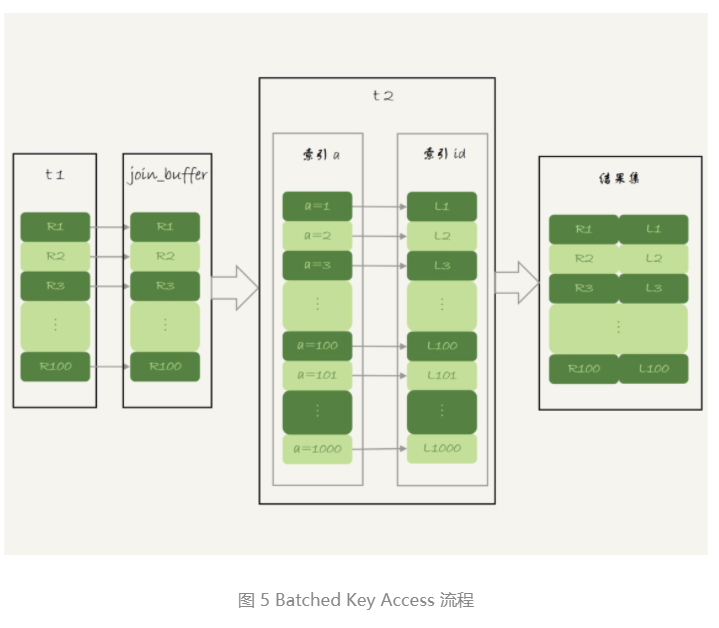 t1
R1
R2
R3
⋮
R100
join_buffer
R1
R2
R3
⋮
R100
t2
索引 a
a=1
a=2
a=3
⋮
a=100
a=101
⋮
a=1000
索引 id
L1
L2
L3
⋮
L100
L101
⋮
L1000
结果集
R1 L1
R2 L2
R3 L3
⋮
R100 L100
图 5 Batched Key Access 流程